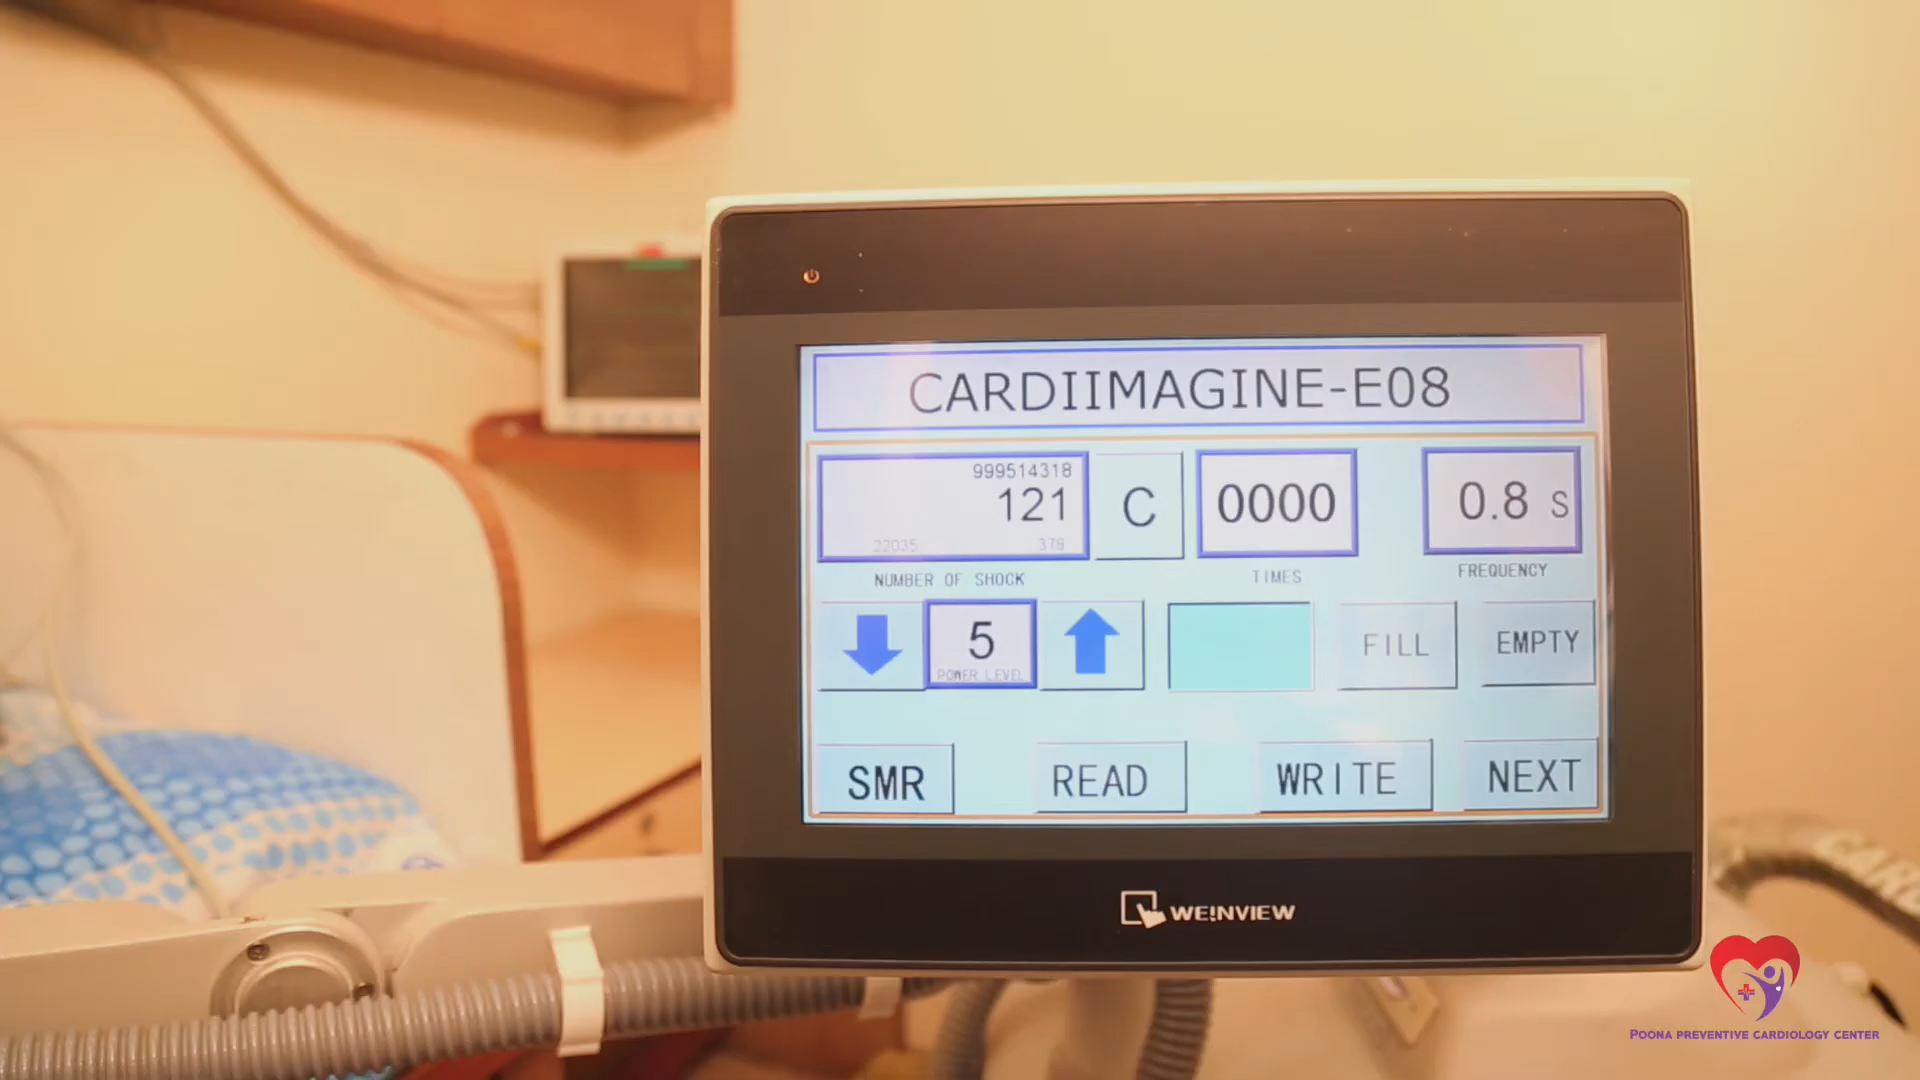 CARDIIMAGINE-E08
999514318
121
22035 378
C
0000
0.8 S
NUMBER OF SHOCK
TIMES
FREQUENCY
5
POWER LEVEL
FILL
EMPTY
SMR
READ
WRITE
NEXT
WE!NVIEW
POONA PREVENTIVE CARDIOLOGY CENTER